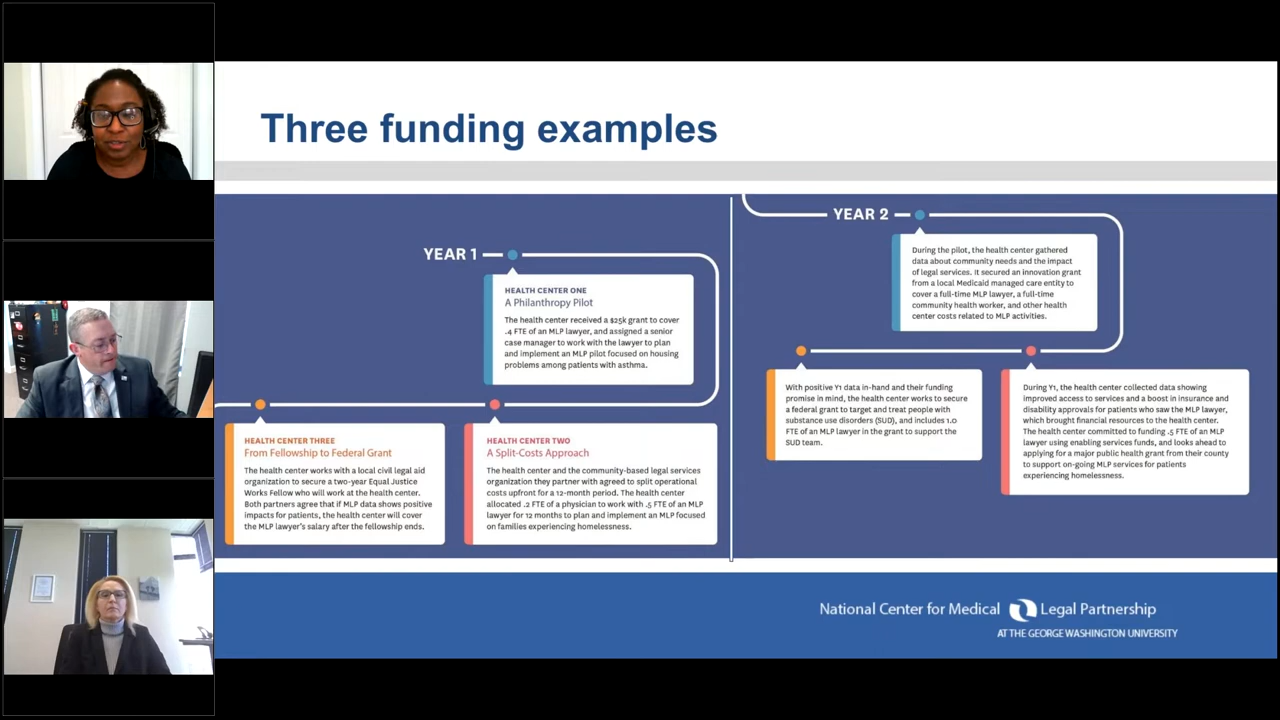 Three funding examples
YEAR 1
HEALTH CENTER ONE
A Philanthropy Pilot
The health center received a $25k grant to cover
.4 FTE of an MLP lawyer, and assigned a senior
case manager to work with the lawyer to plan
and implement an MLP pilot focused on housing
problems among patients with asthma.
HEALTH CENTER THREE
From Fellowship to Federal Grant
The health center works with a local civil legal aid
organization to secure a two-year Equal Justice
Works Fellow who will work at the health center.
Both partners agree that if MLP data shows positive
impacts for patients, the health center will cover
the MLP lawyer's salary after the fellowship ends.
HEALTH CENTER TWO
A Split-Costs Approach
The health center and the community-based legal services
organization they partner with agreed to split operational
costs upfront for a 12-month period. The health center
allocated .2 FTE of a physician to work with .5 FTE of an MLP
lawyer for 12 months to plan and implement an MLP focused
on families experiencing homelessness.
YEAR 2
During the pilot, the health center gathered
data about community needs and the impact
of legal services. It secured an innovation grant
from a local Medicaid managed care entity to
cover a full-time MLP lawyer, a full-time
community health worker, and other health
center costs related to MLP activities.
With positive Y1 data in-hand and their funding
promise in mind, the health center works to secure
a federal grant to target and treat people with
substance use disorders (SUD), and includes 1.0
FTE of an MLP lawyer in the grant to support the
SUD team.
During Y1, the health center collected data showing
improved access to services and a boost in insurance and
disability approvals for patients who saw the MLP lawyer,
which brought financial resources to the health center.
The health center committed to funding .5 FTE of an MLP
lawyer using enabling services funds, and looks ahead to
applying for a major public health grant from their county
to support on-going MLP services for patients
experiencing homelessness.
National Center for Medical Legal Partnership
AT THE GEORGE WASHINGTON UNIVERSITY